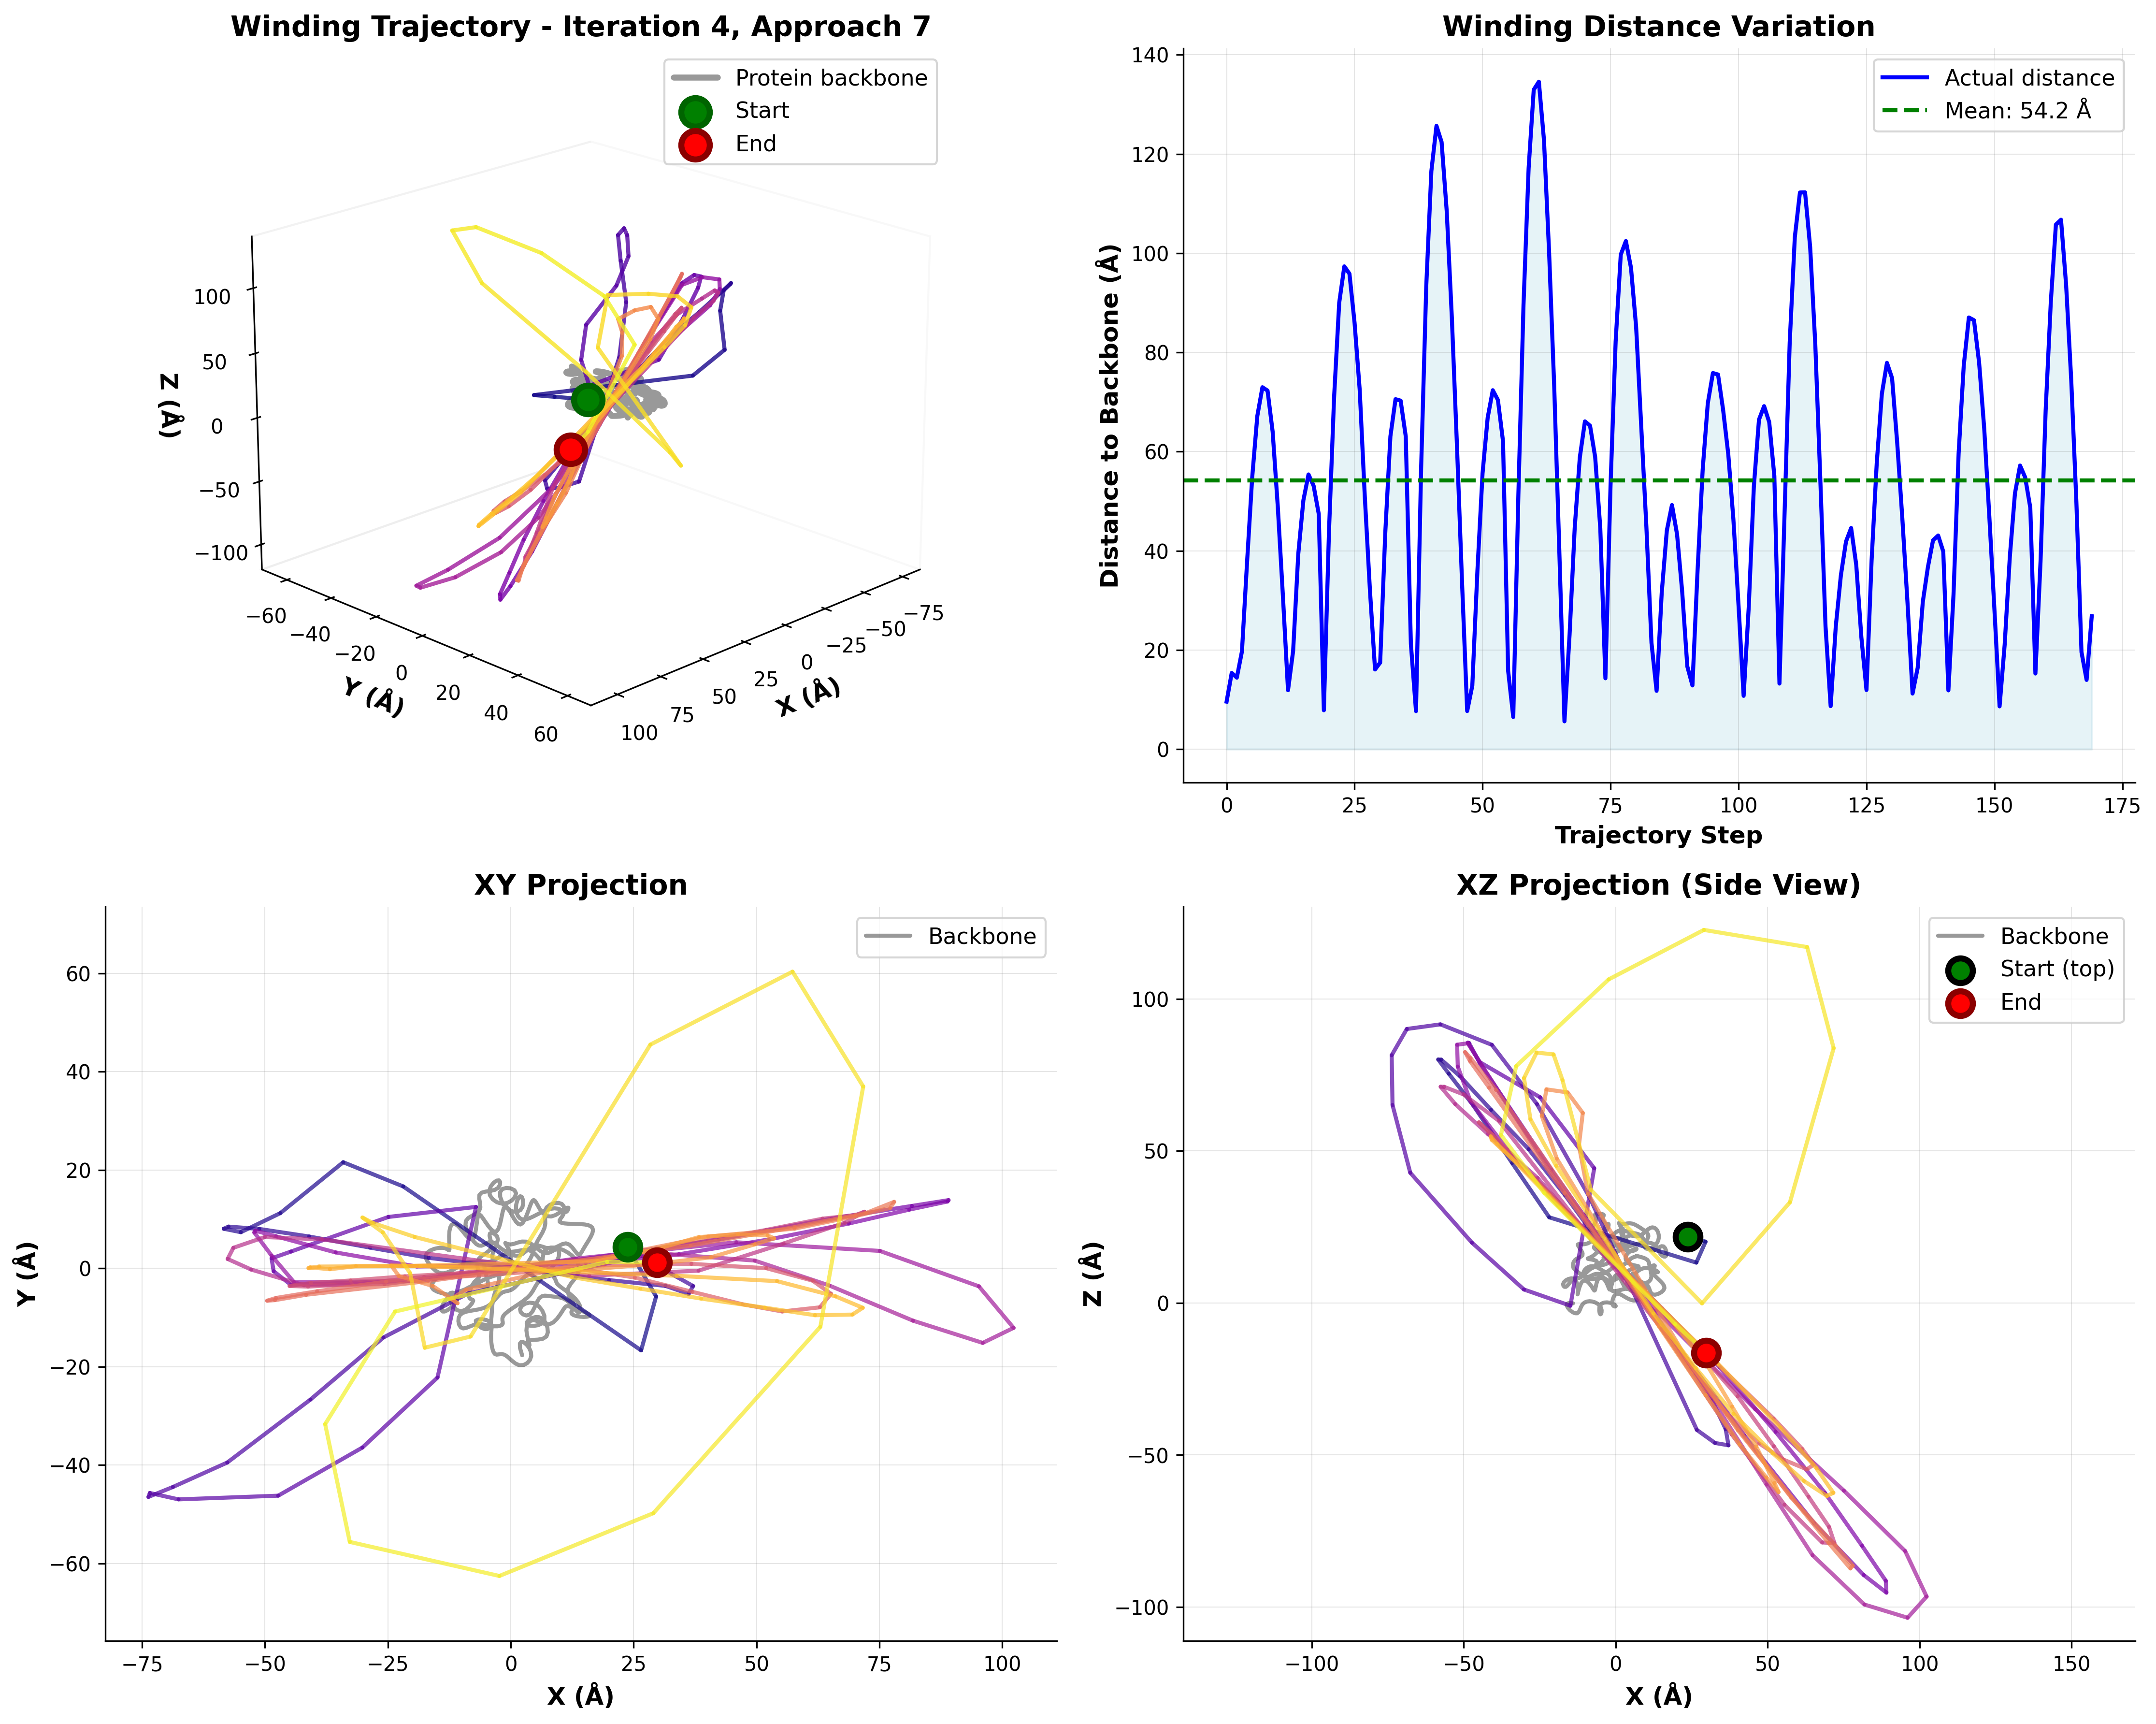 Winding Trajectory - Iteration 4, Approach 7
Protein backbone
Start
End
Z (Å)
100
50
0
−50
−100
−60
−40
−20
0
20
40
60
Y (Å)
100
75
50
25
0
−25
−50
−75
X (Å)
Winding Distance Variation
Actual distance
Mean: 54.2 Å
Distance to Backbone (Å)
140
120
100
80
60
40
20
0
0 25 50 75 100 125 150 175
Trajectory Step
XY Projection
Backbone
Y (Å)
60
40
20
0
−20
−40
−60
−75 −50 −25 0 25 50 75 100
X (Å)
XZ Projection (Side View)
Backbone
Start (top)
End
Z (Å)
100
50
0
−50
−100
−100 −50 0 50 100 150
X (Å)